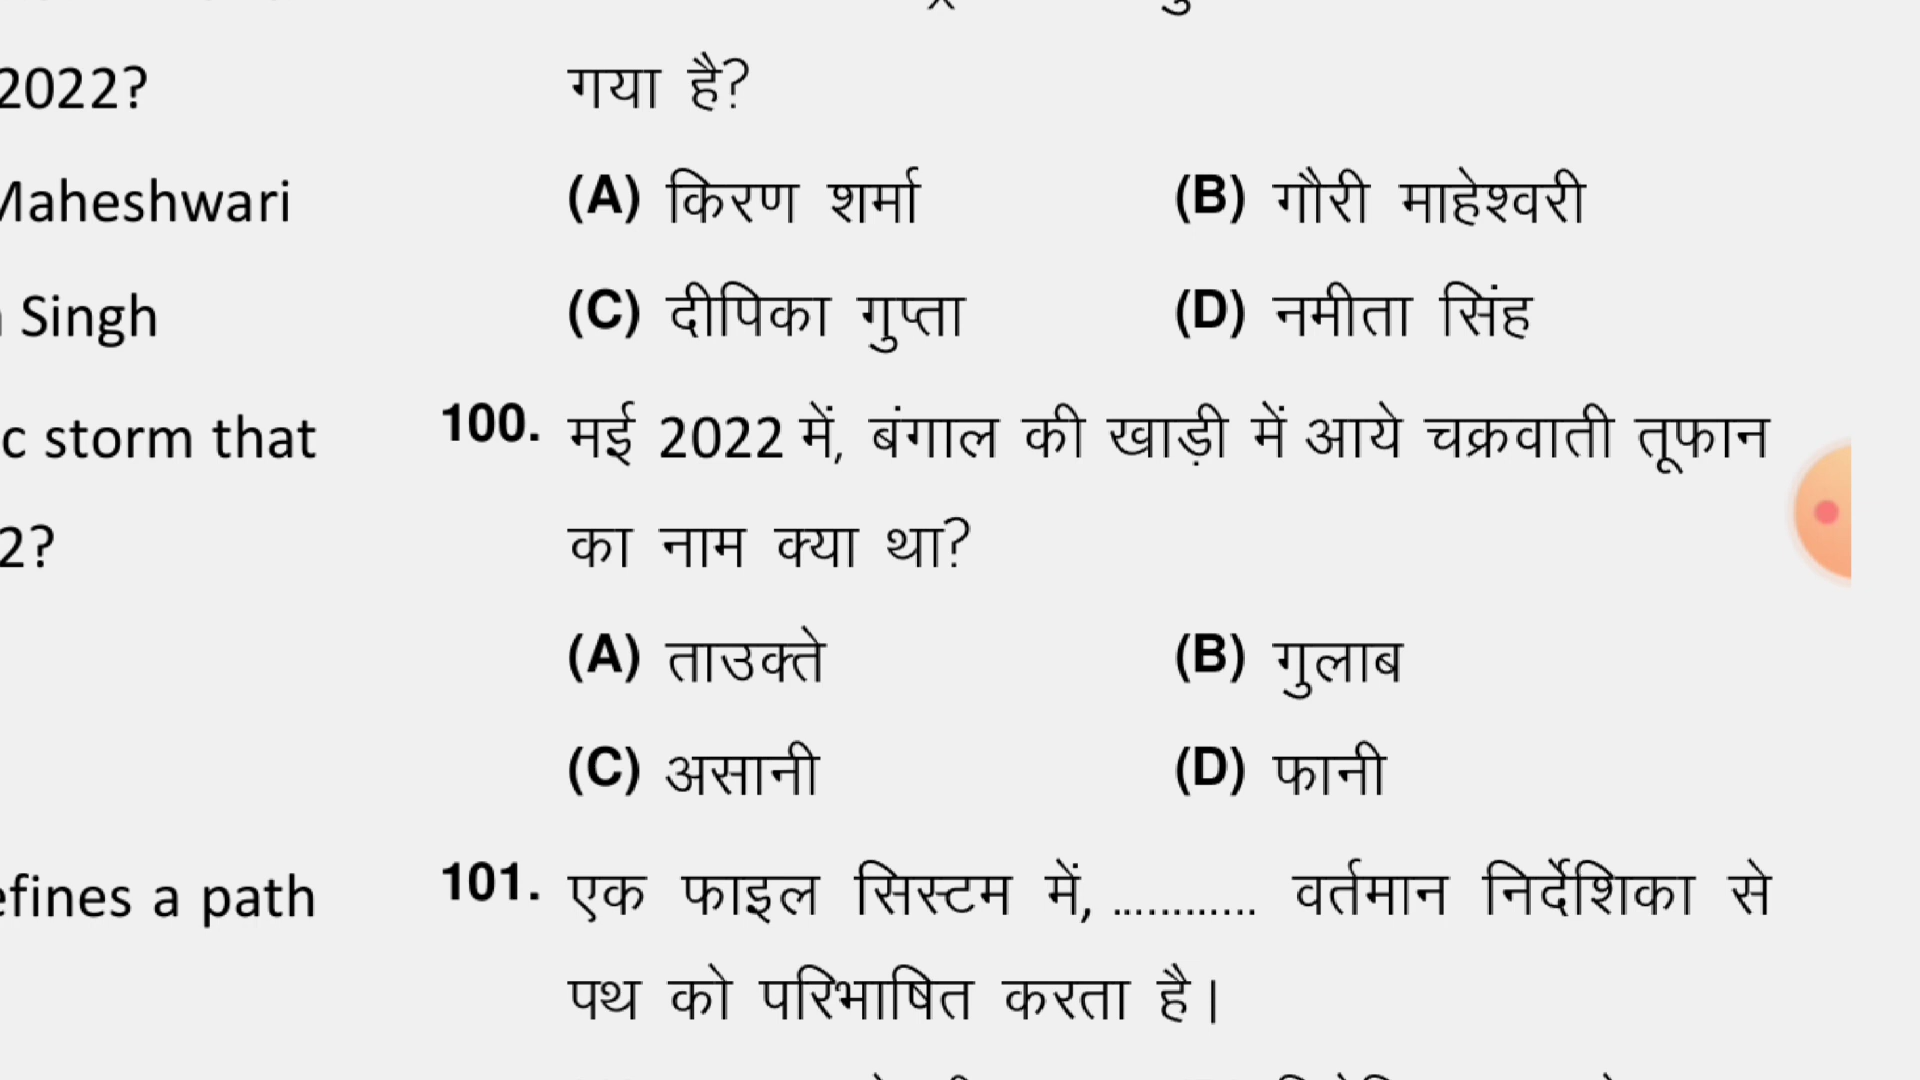 2022?
Maheshwari
Singh
c storm that
2?
efines a path
गया है?
(A) किरण शर्मा (B) गौरी माहेश्वरी
(C) दीपिका गुप्ता (D) नमीता सिंह
100. मई 2022 में, बंगाल की खाड़ी में आये चक्रवाती तूफान
का नाम क्या था?
(A) ताउक्ते (B) गुलाब
(C) असानी (D) फानी
101. एक फाइल सिस्टम में, ............ वर्तमान निर्देशिका से
पथ को परिभाषित करता है।